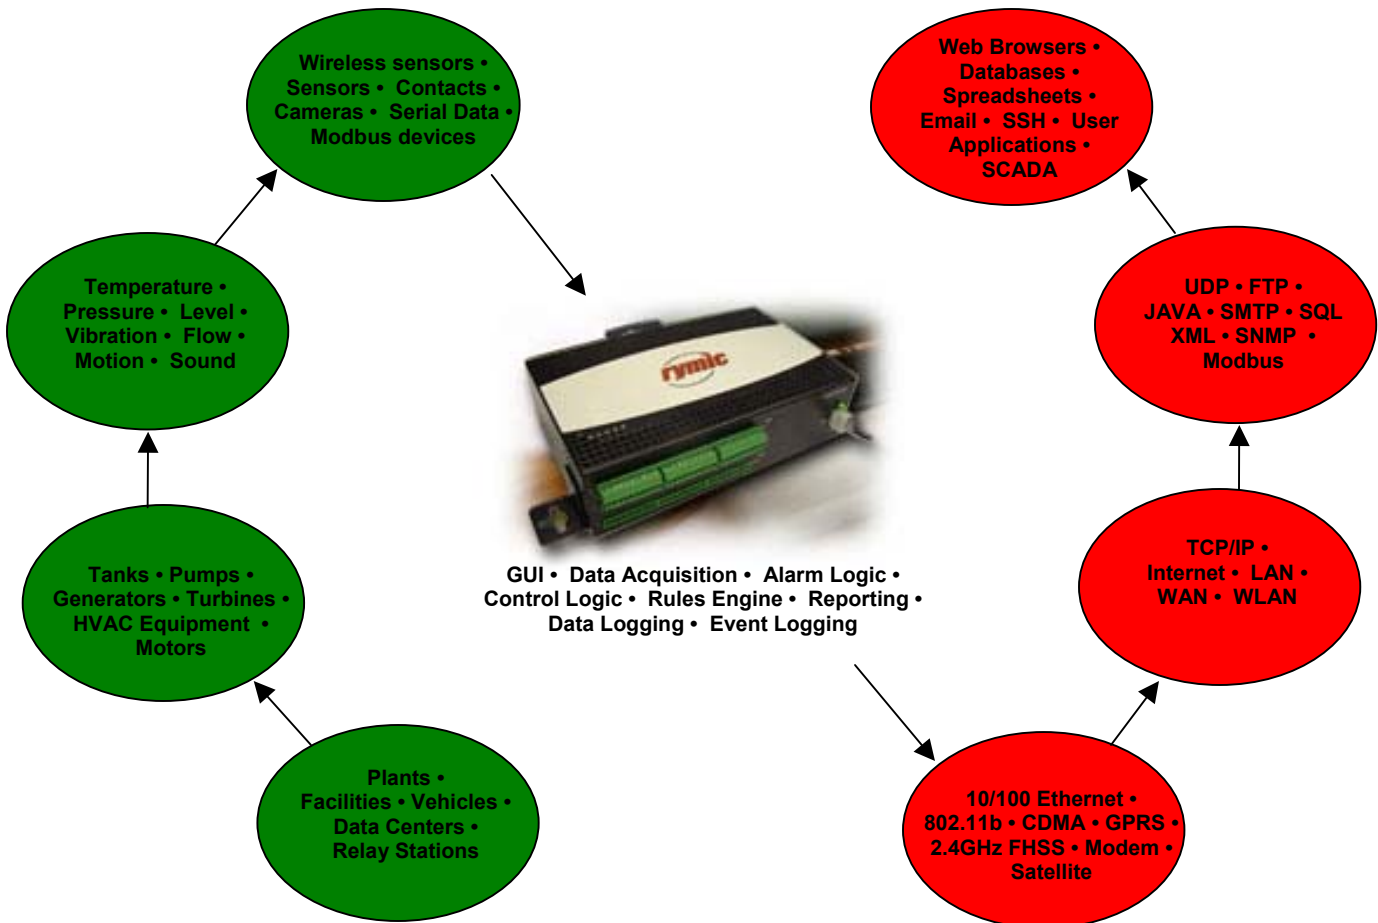 Wireless sensors •
Sensors • Contacts •
Cameras • Serial Data •
Modbus devices
Web Browsers •
Databases •
Spreadsheets •
Email • SSH • User
Applications •
SCADA
Temperature •
Pressure • Level •
Vibration • Flow •
Motion • Sound
UDP • FTP •
JAVA • SMTP • SQL
XML • SNMP •
Modbus
rymic
Tanks • Pumps •
Generators • Turbines •
HVAC Equipment •
Motors
GUI • Data Acquisition • Alarm Logic •
Control Logic • Rules Engine • Reporting •
Data Logging • Event Logging
TCP/IP •
Internet • LAN •
WAN • WLAN
Plants •
Facilities • Vehicles •
Data Centers •
Relay Stations
10/100 Ethernet •
802.11b • CDMA • GPRS •
2.4GHz FHSS • Modem •
Satellite